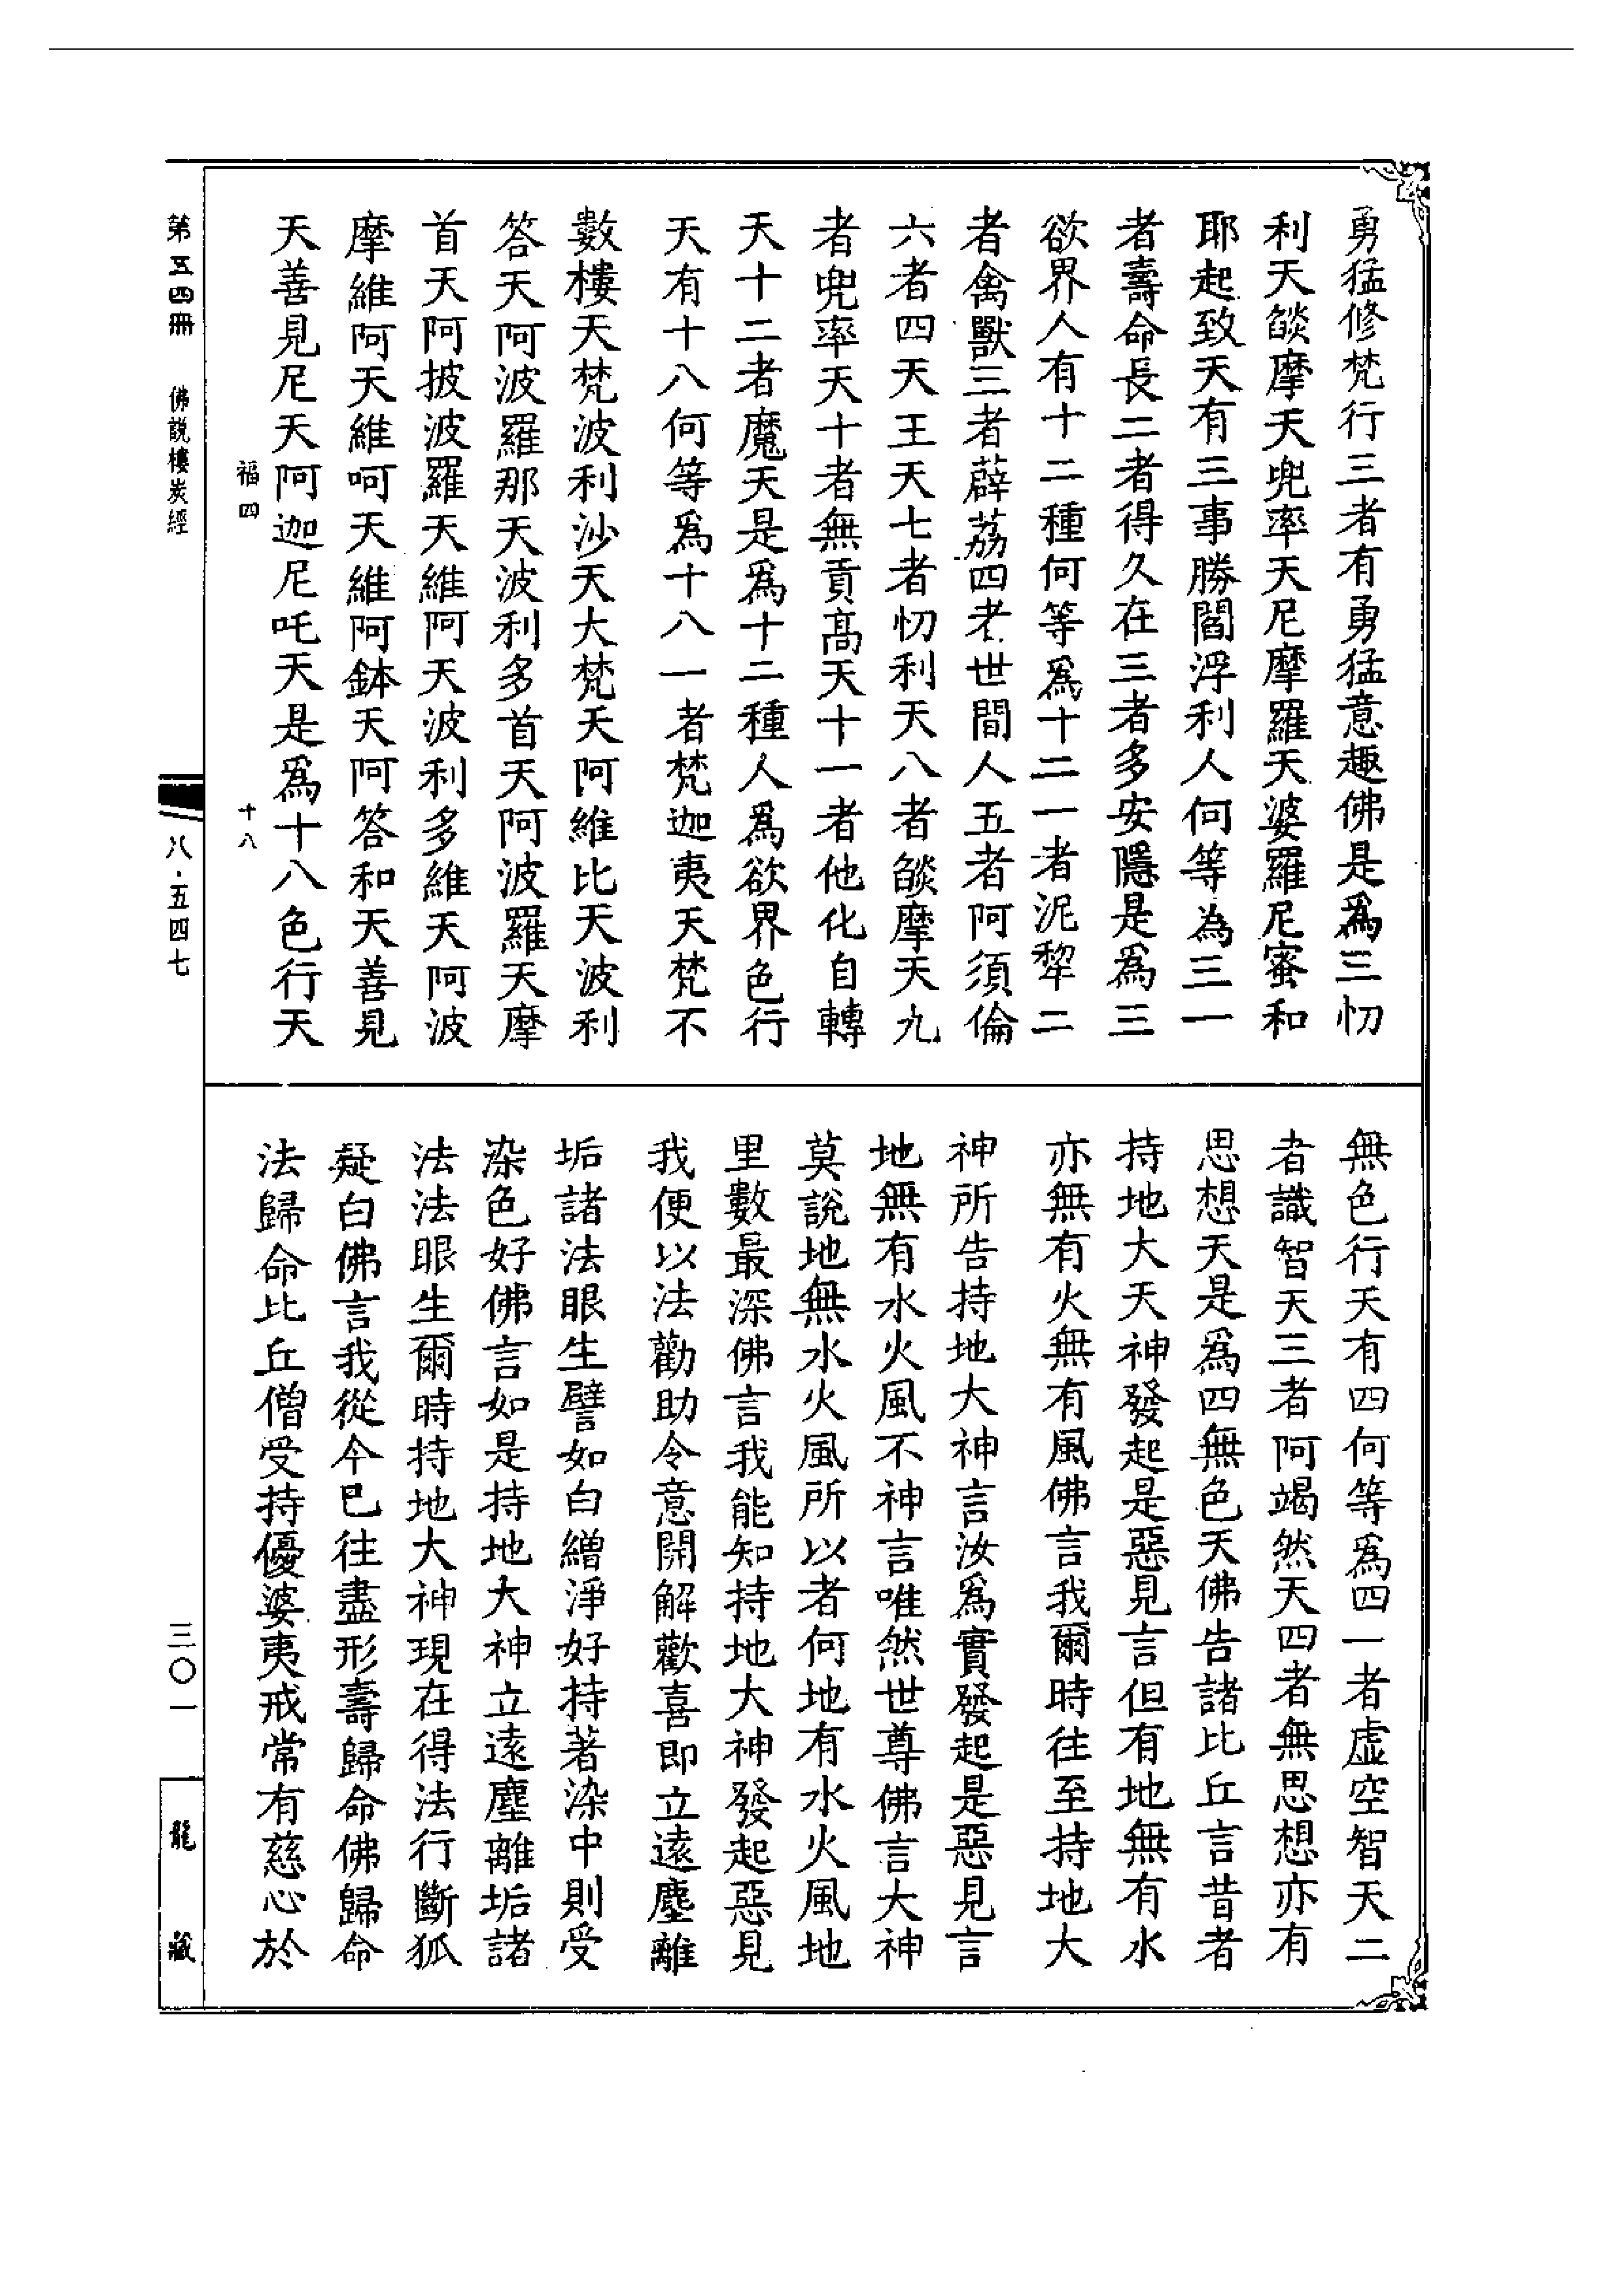 勇猛修梵行三者有勇猛意趣佛是爲三忉
利天燄摩天兜率天尼摩羅天婆羅尼蜜和
耶起致天有三事勝閻浮利人何等為三一
者壽命長二者得久在三者多安隱是爲三
欲界人有十二種何等爲十二一者泥犂二
者禽獸三者薜荔四者世間人五者阿須倫
六者四天王天七者忉利天八者燄摩天九
者兜率天十者無貢高天十一者他化自轉
天十二者魔天是爲十二種人爲欲界色行
天有十八何等爲十八一者梵迦夷天梵不
數樓天梵波利沙天大梵天阿維比天波利
答天阿波羅那天波利多首天阿波羅天摩
首天阿披波羅天維阿天波利多維天阿波
摩維阿天維呵天維阿鉢天阿答和天善見
天善見尼天阿迦尼吒天是爲十八色行天
無色行天有四何等爲四一者虛空智天二
者識智天三者阿竭然天四者無思想亦有
思想天是爲四無色天佛告諸比丘言昔者
持地大天神發起是惡見言但有地無有水
亦無有火無有風佛言我爾時往至持地大
神所告持地大神言汝爲實發起是惡見言
地無有水火風不神言唯然世尊佛言大神
莫說地無水火風所以者何地有水火風地
里數最深佛言我能知持地大神發起惡見
我便以法勸助令意開解歡喜即立遠塵離
垢諸法眼生譬如白繒淨好持著染中則受
染色好佛言如是持地大神立遠塵離垢諸
法法眼生爾時持地大神現在得法行斷狐
疑白佛言我從今已往盡形壽歸命佛歸命
法歸命比丘僧受持優婆夷戒常有慈心於
福四 十八
第五四冊 佛說樓炭經
八·五四七
三〇一
龍藏